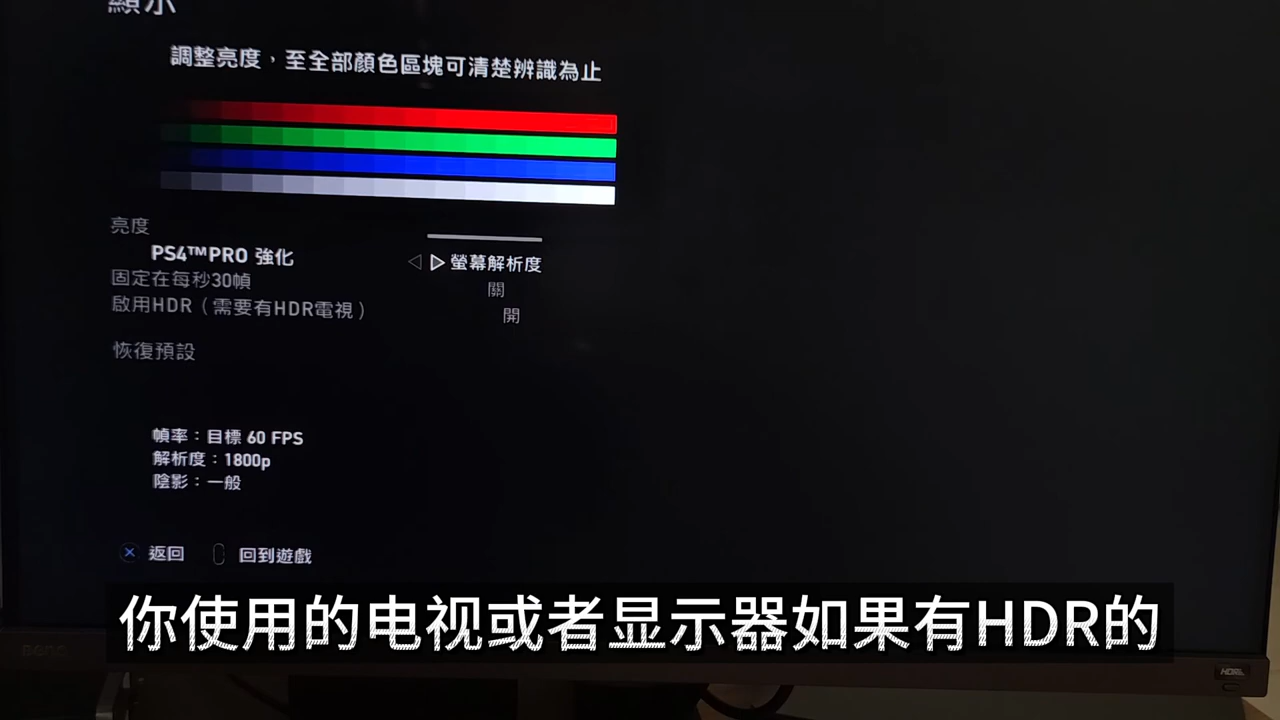 顯示
調整亮度，至全部顏色區塊可清楚辨識為止
亮度
PS4™PRO 強化 螢幕解析度
固定在每秒30幀 關
啟用HDR（需要有HDR電視） 開
恢復預設
幀率：目標 60 FPS
解析度：1800p
陰影：一般
返回 回到遊戲
你使用的电视或者显示器如果有HDR的
BenQ
HDRi